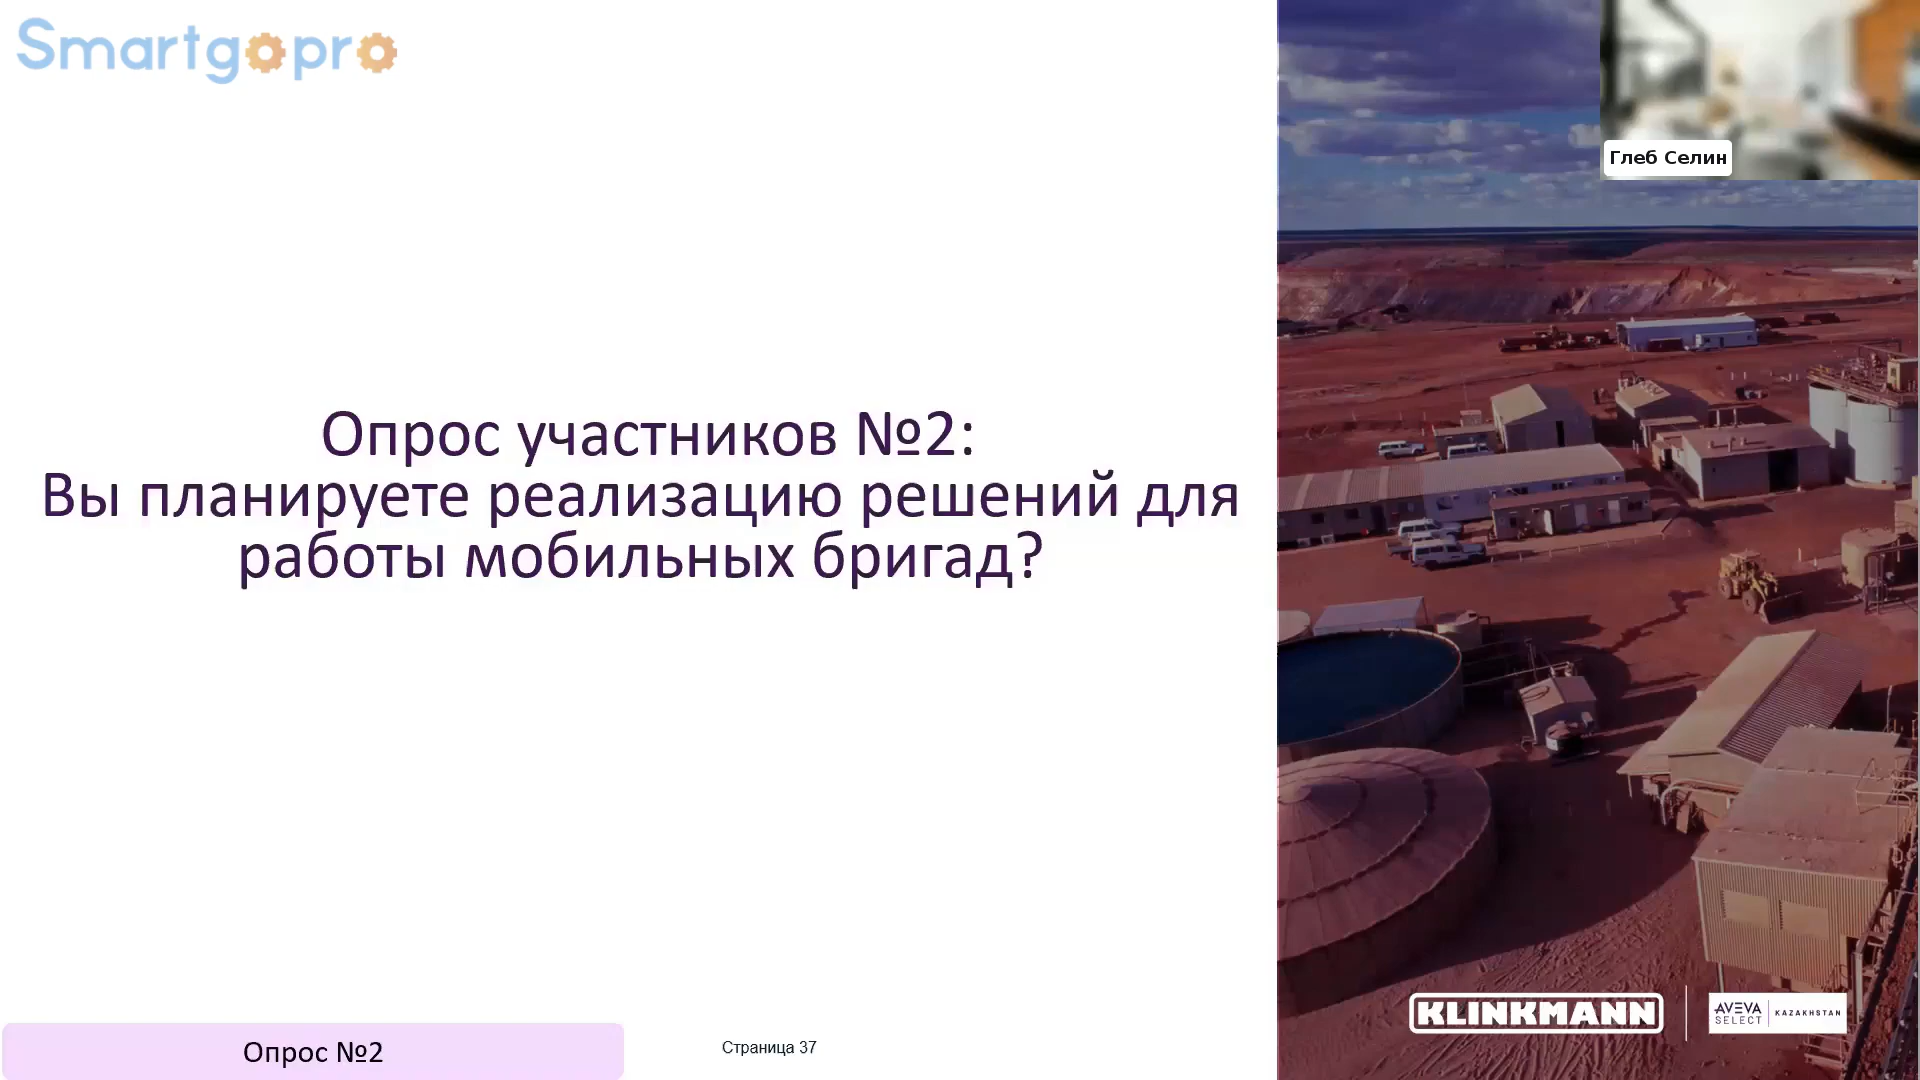 Smartgopro
Глеб Селин
Опрос участников №2:
Вы планируете реализацию решений для
работы мобильных бригад?
KLINKMANN
AVEVA
SELECT
KAZAKHSTAN
Опрос №2
Страница 37